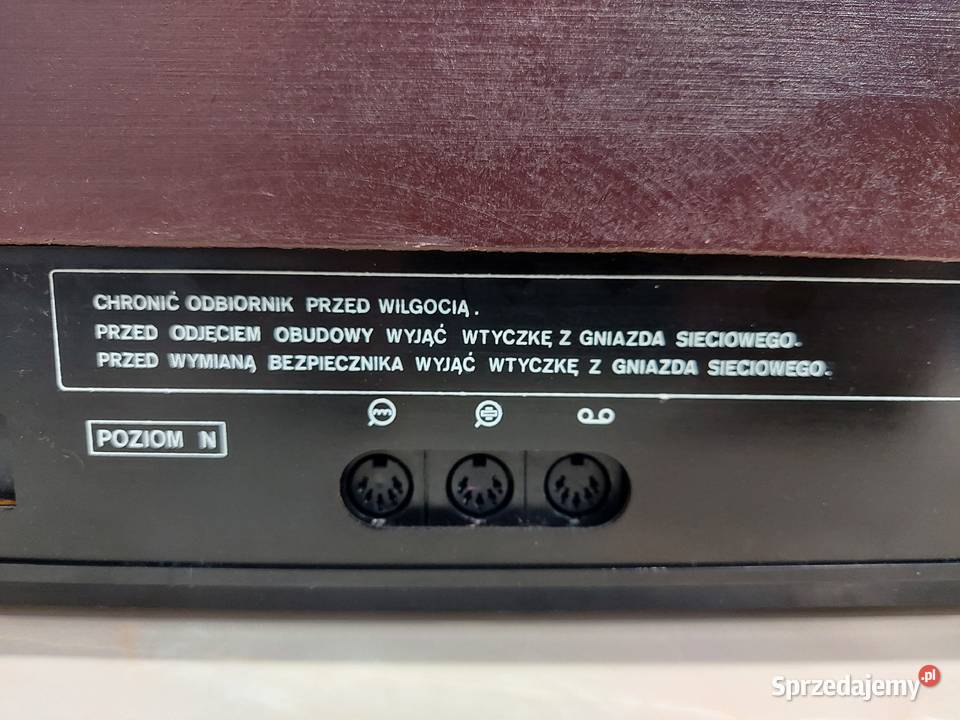 CHRONIĆ ODBIORNIK PRZED WILGOCIĄ.
PRZED ODJĘCIEM OBUDOWY WYJĄĆ WTYCZKĘ Z GNIAZDA SIECIOWEGO.
PRZED WYMIANĄ BEZPIECZNIKA WYJĄĆ WTYCZKĘ Z GNIAZDA SIECIOWEGO.
POZIOM N
Sprzedajemy.pl